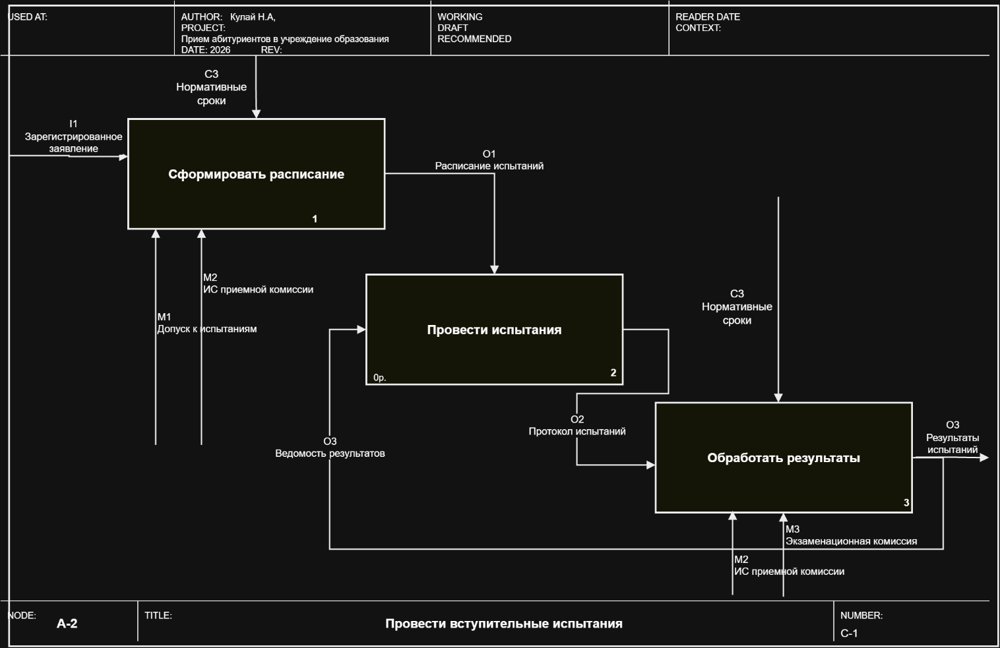 USED AT:
AUTHOR: Кулай Н.А,
PROJECT:
Прием абитуриентов в учреждение образования
DATE: 2026 REV:
WORKING
DRAFT
RECOMMENDED
READER DATE
CONTEXT:
C3
Нормативные
сроки
I1
Зарегистрированное
заявление
Сформировать расписание
1
O1
Расписание испытаний
M2
ИС приемной комиссии
M1
Допуск к испытаниям
C3
Нормативные
сроки
Провести испытания
0р.
2
O2
Протокол испытаний
O3
Ведомость результатов
Обработать результаты
3
O3
Результаты
испытаний
M3
Экзаменационная комиссия
M2
ИС приемной комиссии
NODE:
A-2
TITLE:
Провести вступительные испытания
NUMBER:
C-1